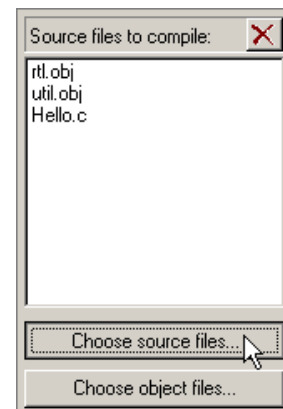 Source files to compile:
rtl.obj
util.obj
Hello.c
Choose source files...
Choose object files...